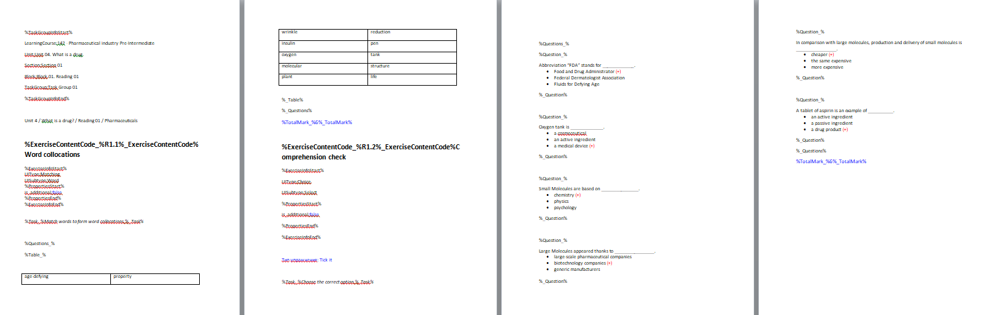 %TaskGroupInfoStart%
LearningCourse:142 - Pharmaceutical industry Pre-Intermediate
Unit:Unit 04. What is a drug.
Section:Section 01
Block:Block 01. Reading 01
TaskGroup:Task Group 01
%TaskGroupInfoEnd%
Unit 4 / What is a drug? / Reading 01 / Pharmaceuticals
%ExerciseContentCode_%R1.1%_ExerciseContentCode%
Word collocations
%ExerciseInfoStart%
UIType:Matching
UISubtype:Word
%PropertiesStart%
is_additional:false
%PropertiesEnd%
%ExerciseInfoEnd%
%Task_%Match words to form word collocations.%_Task%
%Questions_%
%Table_%
age-defying property
wrinkle reduction
insulin pen
oxygen tank
molecular structure
plant life
%_Table%
%_Questions%
%TotalMark_%6%_TotalMark%
%ExerciseContentCode_%R1.2%_ExerciseContentCode%C
omprehension check
%ExerciseInfoStart%
UIType:Choice
UISubtype:Select
%PropertiesStart%
is_additional:false
%PropertiesEnd%
%ExerciseInfoEnd%
Тип упражнения: Tick it
%Task_%Choose the correct option.%_Task%
%Questions_%
%Question_%
Abbreviation "FDA" stands for ____________.
• Food and Drug Administrator (+)
• Federal Dermatologist Association
• Fluids for Defying Age
%_Question%
%Question_%
Oxygen tank is ____________.
• a cosmeceutical
• an active ingredient
• a medical device (+)
%_Question%
%Question_%
Small Molecules are based on ______________.
• chemistry (+)
• physics
• psychology
%_Question%
%Question_%
Large Molecules appeared thanks to _______________.
• large-scale pharmaceutical companies
• biotechnology companies (+)
• generic manufacturers
%_Question%
%Question_%
In comparison with large molecules, production and delivery of small molecules is
_______________.
• cheaper (+)
• the same expensive
• more expensive
%_Question%
%Question_%
A tablet of aspirin is an example of _________.
• an active ingredient
• a passive ingredient
• a drug product (+)
%_Question%
%_Questions%
%TotalMark_%6%_TotalMark%